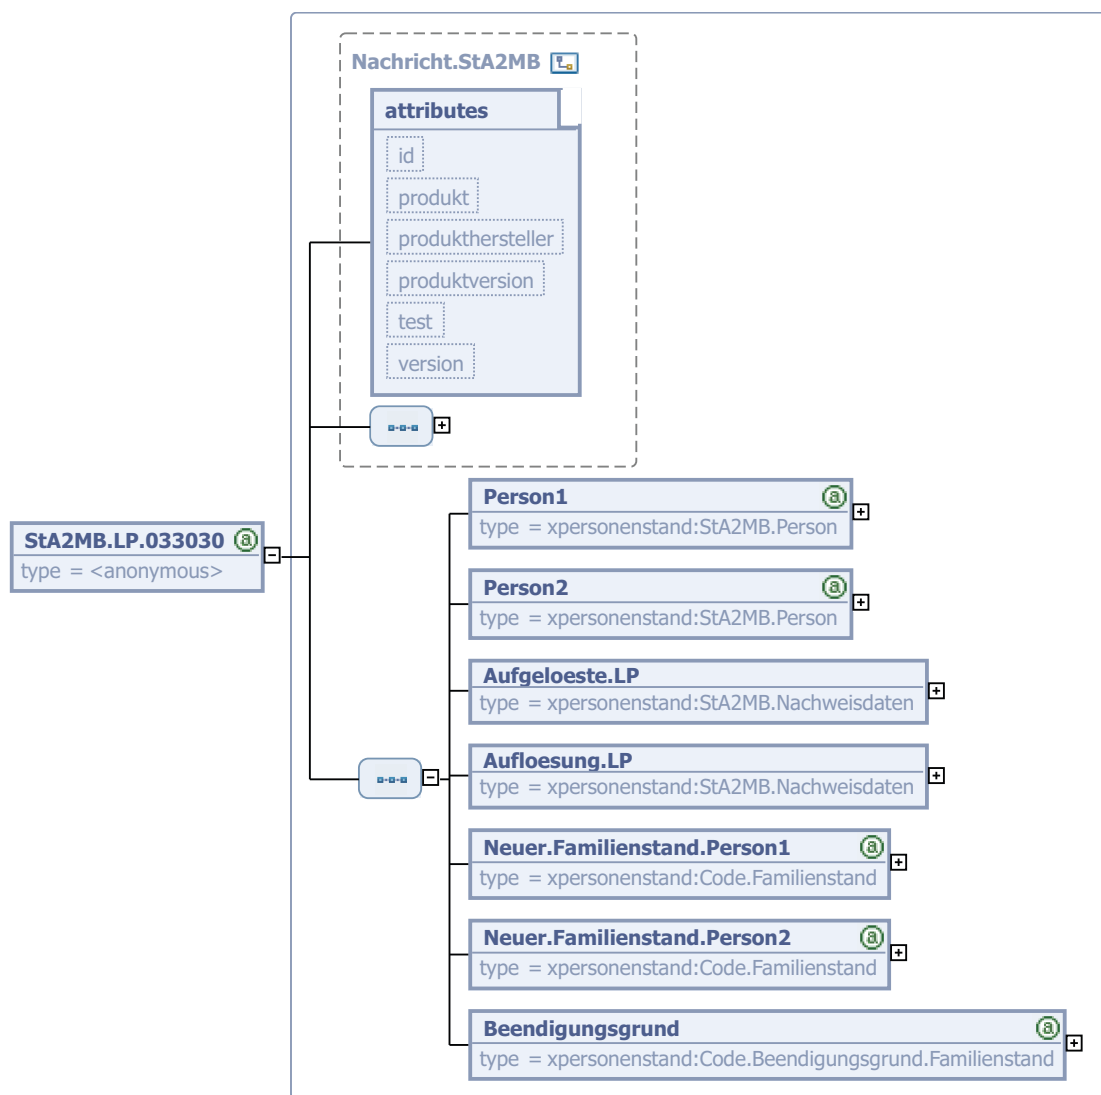 Nachricht.StA2MB
attributes
id
produkt
produkthersteller
produktversion
test
version
StA2MB.LP.033030 @
type = <anonymous>
Person1 @
type = xpersonenstand:StA2MB.Person
Person2 @
type = xpersonenstand:StA2MB.Person
Aufgeloeste.LP
type = xpersonenstand:StA2MB.Nachweisdaten
Aufloesung.LP
type = xpersonenstand:StA2MB.Nachweisdaten
Neuer.Familienstand.Person1 @
type = xpersonenstand:Code.Familienstand
Neuer.Familienstand.Person2 @
type = xpersonenstand:Code.Familienstand
Beendigungsgrund @
type = xpersonenstand:Code.Beendigungsgrund.Familienstand